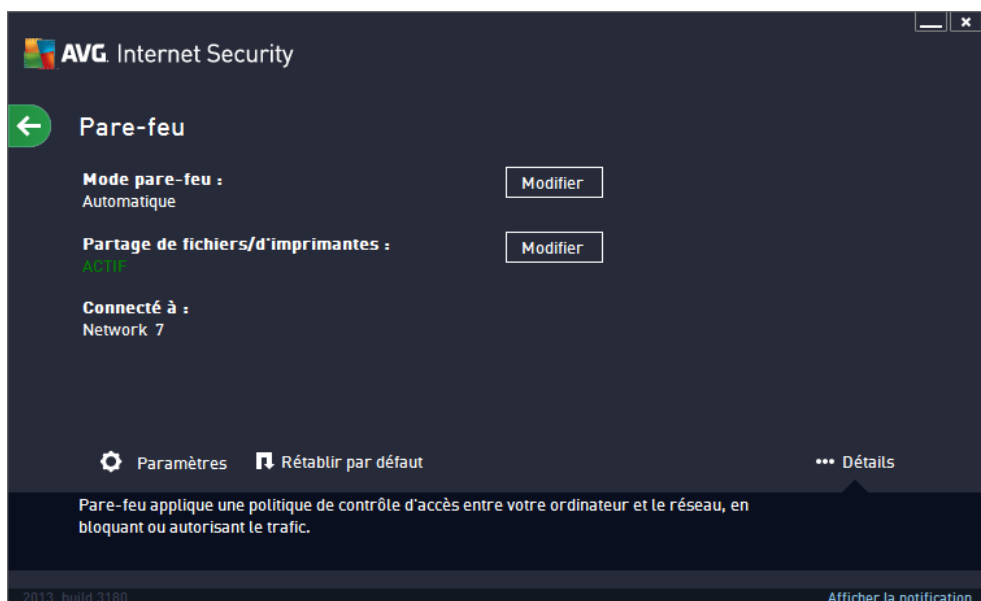 AVG. Internet Security
Pare-feu
Mode pare-feu :
Modifier
Automatique
Partage de fichiers/d'imprimantes :
Modifier
ACTIF
Connecté à :
Network 7
Paramètres
Rétablir par défaut
Détails
Pare-feu applique une politique de contrôle d'accès entre votre ordinateur et le réseau, en
bloquant ou autorisant le trafic.
2013 build 3180
Afficher la notification